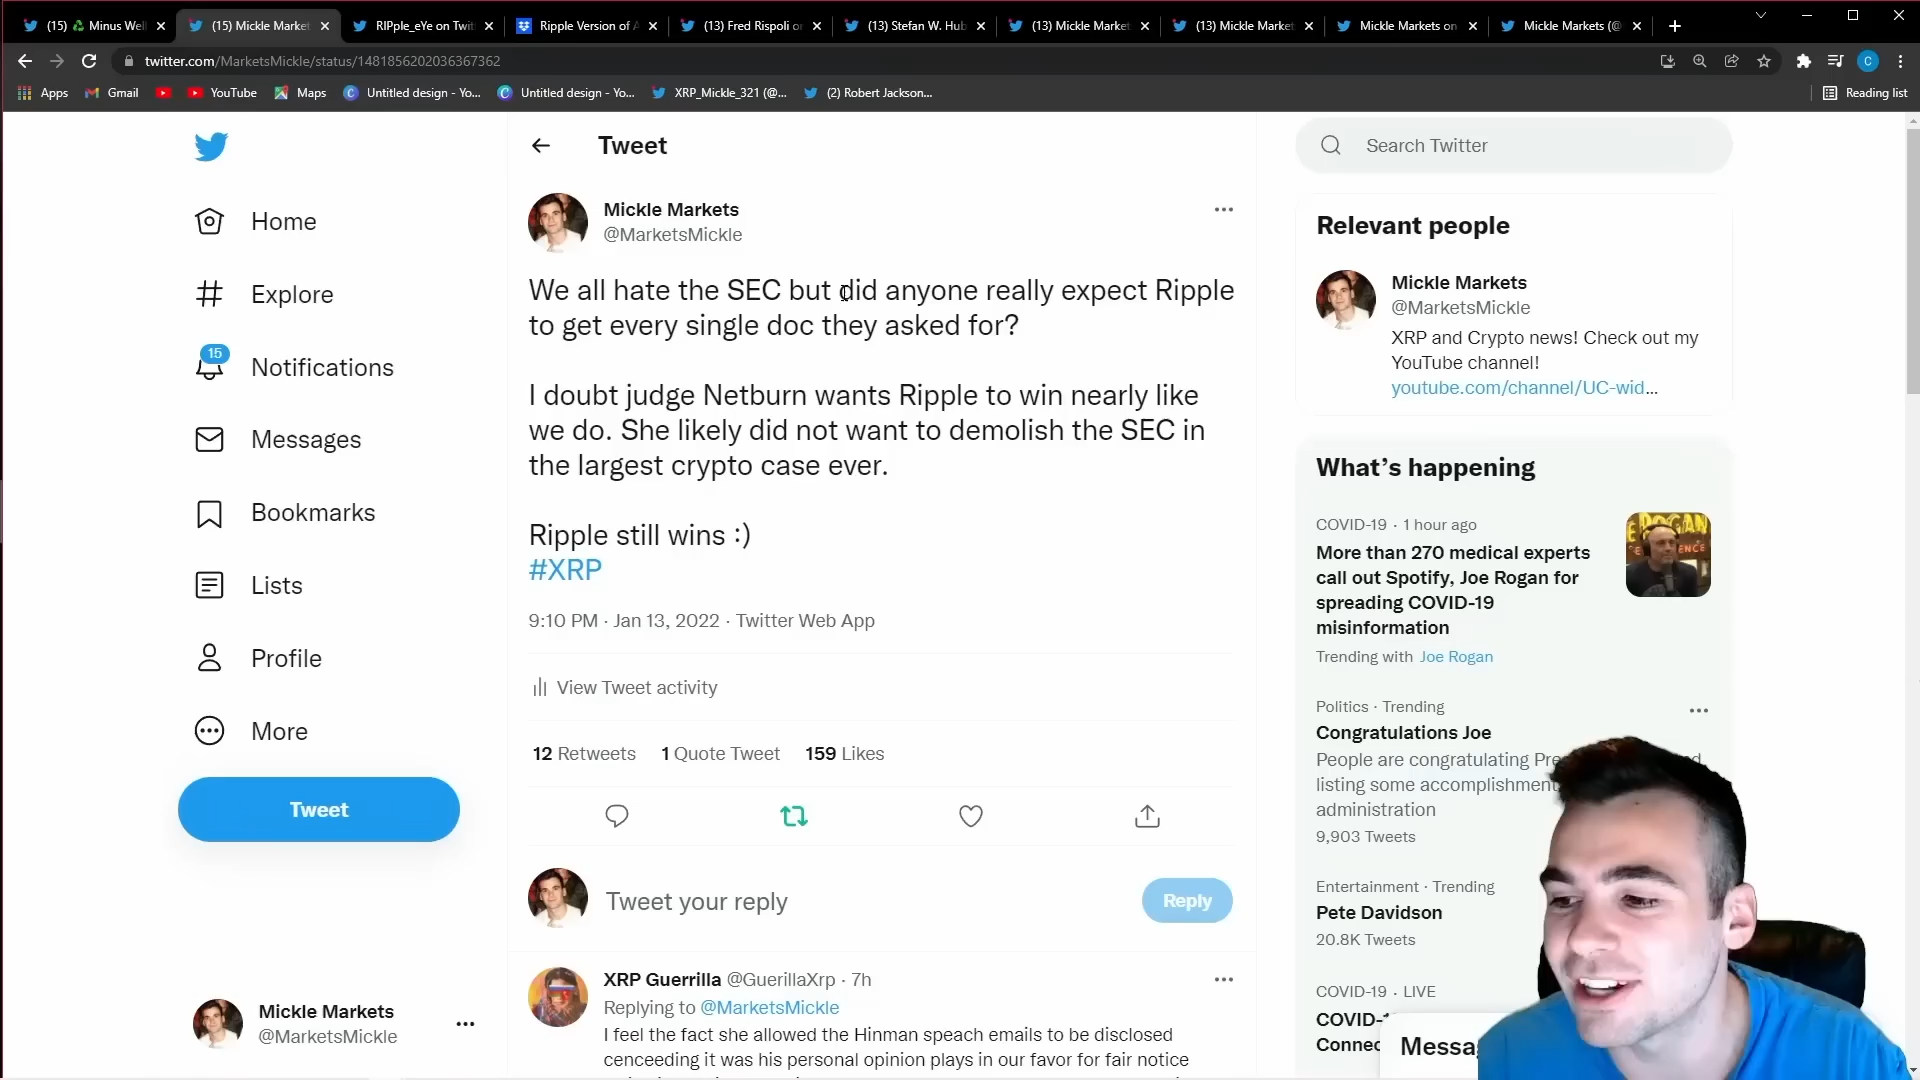 (15) ♻ Minus Wel
(15) Mickle Market
RIPple_eYe on Twit
Ripple Version of A
(13) Fred Rispoli o
(13) Stefan W. Hub
(13) Mickle Market
(13) Mickle Market
Mickle Markets on
Mickle Markets (@
twitter.com/MarketsMickle/status/1481856202036367362
C
Apps
Gmail
YouTube
Maps
Untitled design - Yo...
Untitled design - Yo...
XRP_Mickle_321 (@...
(2) Robert Jackson...
Reading list
Home
Explore
15
Notifications
Messages
Bookmarks
Lists
Profile
More
Tweet
Mickle Markets
@MarketsMickle
Tweet
Mickle Markets
@MarketsMickle
We all hate the SEC but did anyone really expect Ripple
to get every single doc they asked for?
I doubt judge Netburn wants Ripple to win nearly like
we do. She likely did not want to demolish the SEC in
the largest crypto case ever.
Ripple still wins :)
#XRP
9:10 PM · Jan 13, 2022 · Twitter Web App
View Tweet activity
12 Retweets 1 Quote Tweet 159 Likes
Tweet your reply
Reply
XRP Guerrilla @GuerillaXrp · 7h
Replying to @MarketsMickle
I feel the fact she allowed the Hinman speach emails to be disclosed
cenceeding it was his personal opinion plays in our favor for fair notice
Search Twitter
Relevant people
Mickle Markets
@MarketsMickle
XRP and Crypto news! Check out my
YouTube channel!
youtube.com/channel/UC-wid...
What's happening
COVID-19 · 1 hour ago
More than 270 medical experts
call out Spotify, Joe Rogan for
spreading COVID-19
misinformation
Trending with Joe Rogan
Politics · Trending
Congratulations Joe
People are congratulating Pre
listing some accomplishment
administration
9,903 Tweets
Entertainment · Trending
Pete Davidson
20.8K Tweets
COVID-19 · LIVE
COVID-1
Connec
Messa